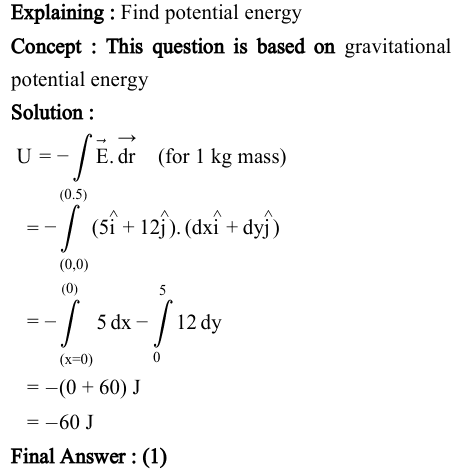 Explaining : Find potential energy
Concept : This question is based on gravitational
potential energy
Solution :
U = − ∫ E⃗. dr⃗ (for 1 kg mass)
= − ∫_{(0,0)}^{(0.5)} (5î + 12ĵ). (dxî + dyĵ)
= − ∫_{(x=0)}^{(0)} 5 dx − ∫_{0}^{5} 12 dy
= −(0 + 60) J
= −60 J
Final Answer : (1)